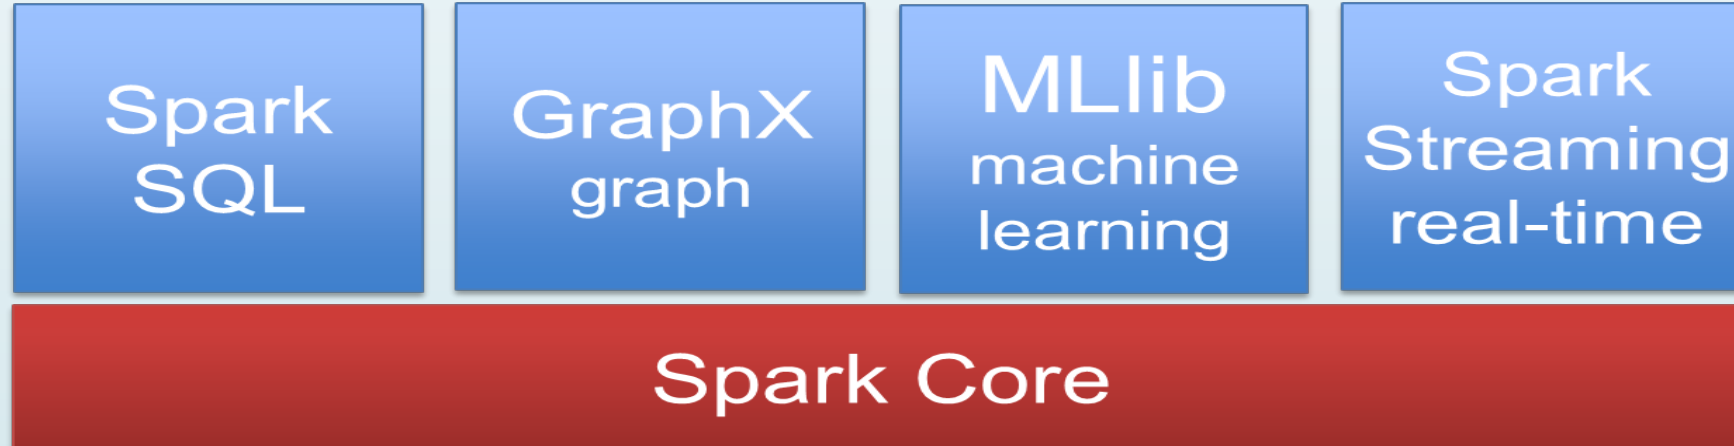 Spark
SQL
GraphX
graph
MLlib
machine
learning
Spark
Streaming
real-time
Spark Core